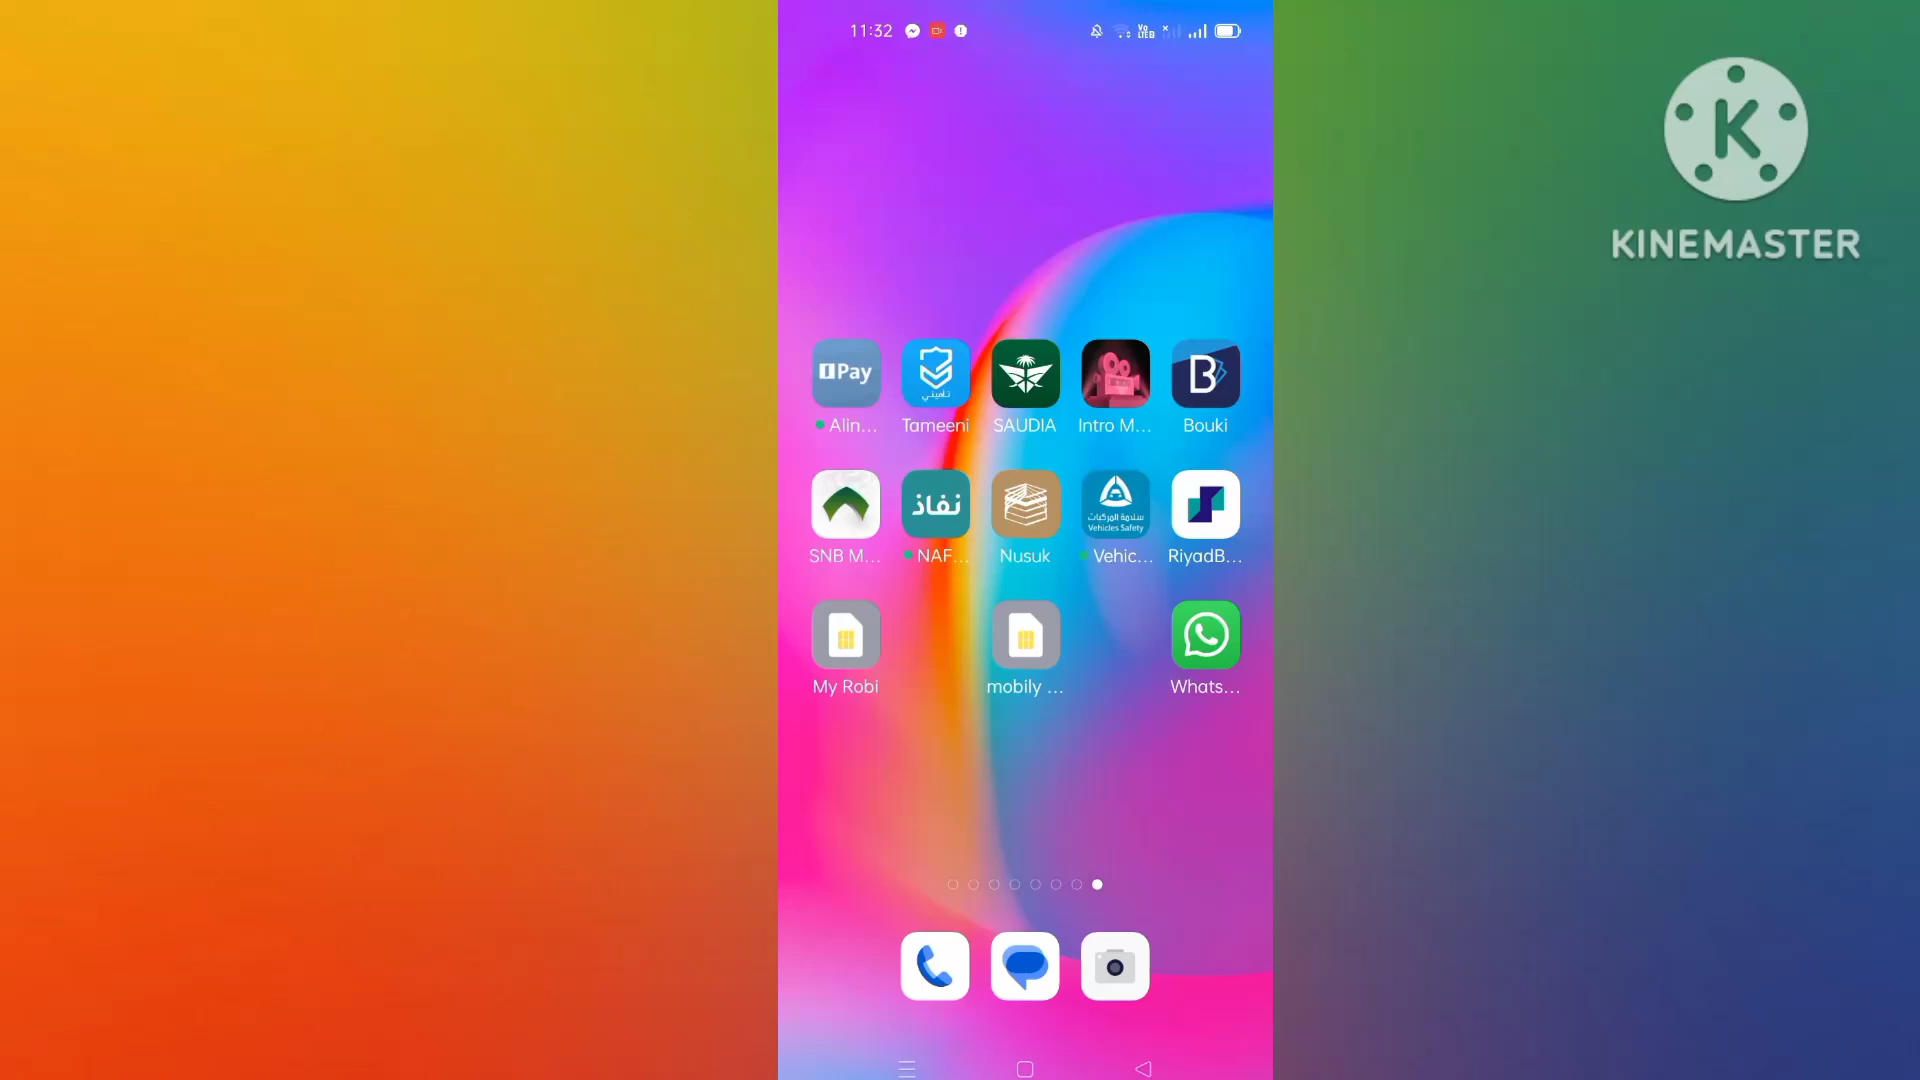 11:32
KINEMASTER
Pay
تأميني
B
Alin...
Tameeni
SAUDIA
Intro M...
Bouki
نفاذ
سلامة المركبات
Vehicles Safety
SNB M...
NAF...
Nusuk
Vehic...
RiyadB...
My Robi
mobily ...
Whats...